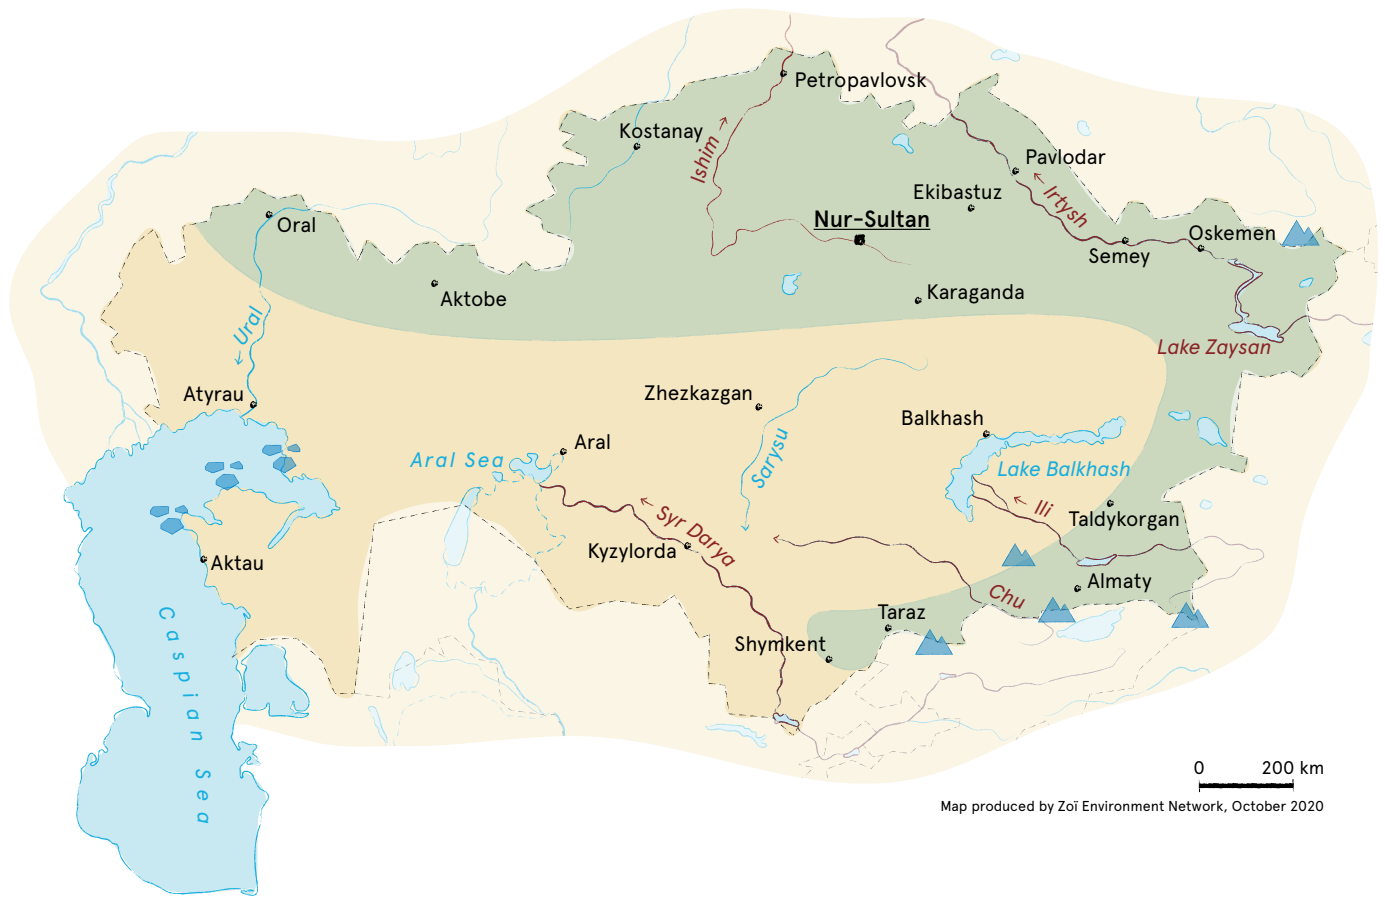 Petropavlovsk
Kostanay
Ishim
Pavlodar
Ekibastuz
Irtysh
Nur-Sultan
Oral
Oskemen
Semey
Aktobe
Karaganda
Ural
Lake Zaysan
Atyrau
Zhezkazgan
Balkhash
Aral
Aral Sea
Sarysu
Lake Balkhash
Ili
Taldykorgan
Syr Darya
Kyzylorda
Aktau
Almaty
Chu
Taraz
Shymkent
Caspian Sea
0 200 km
Map produced by Zoï Environment Network, October 2020